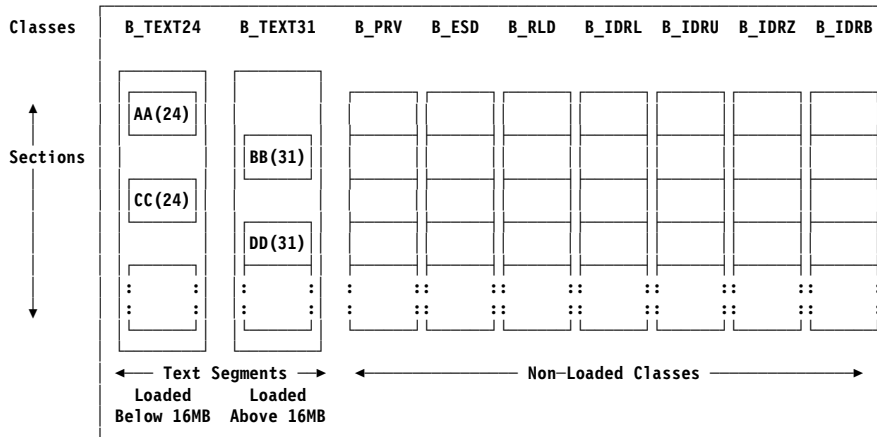 Classes B_TEXT24 B_TEXT31 B_PRV B_ESD B_RLD B_IDRL B_IDRU B_IDRZ B_IDRB
AA(24)
Sections BB(31)
CC(24)
DD(31)
: : : : : :: :: :: :: :: :: :
: : : : : :: :: :: :: :: :: :
Text Segments Non-Loaded Classes
Loaded Loaded
Below 16MB Above 16MB